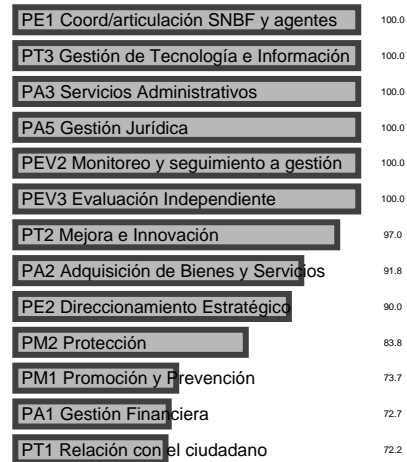 PE1 Coord/articulación SNBF y agentes 100.0
PT3 Gestión de Tecnología e Información 100.0
PA3 Servicios Administrativos 100.0
PA5 Gestión Jurídica 100.0
PEV2 Monitoreo y seguimiento a gestión 100.0
PEV3 Evaluación Independiente 100.0
PT2 Mejora e Innovación 97.0
PA2 Adquisición de Bienes y Servicios 91.8
PE2 Direccionamiento Estratégico 90.0
PM2 Protección 83.8
PM1 Promoción y Prevención 73.7
PA1 Gestión Financiera 72.7
PT1 Relación con el ciudadano 72.2